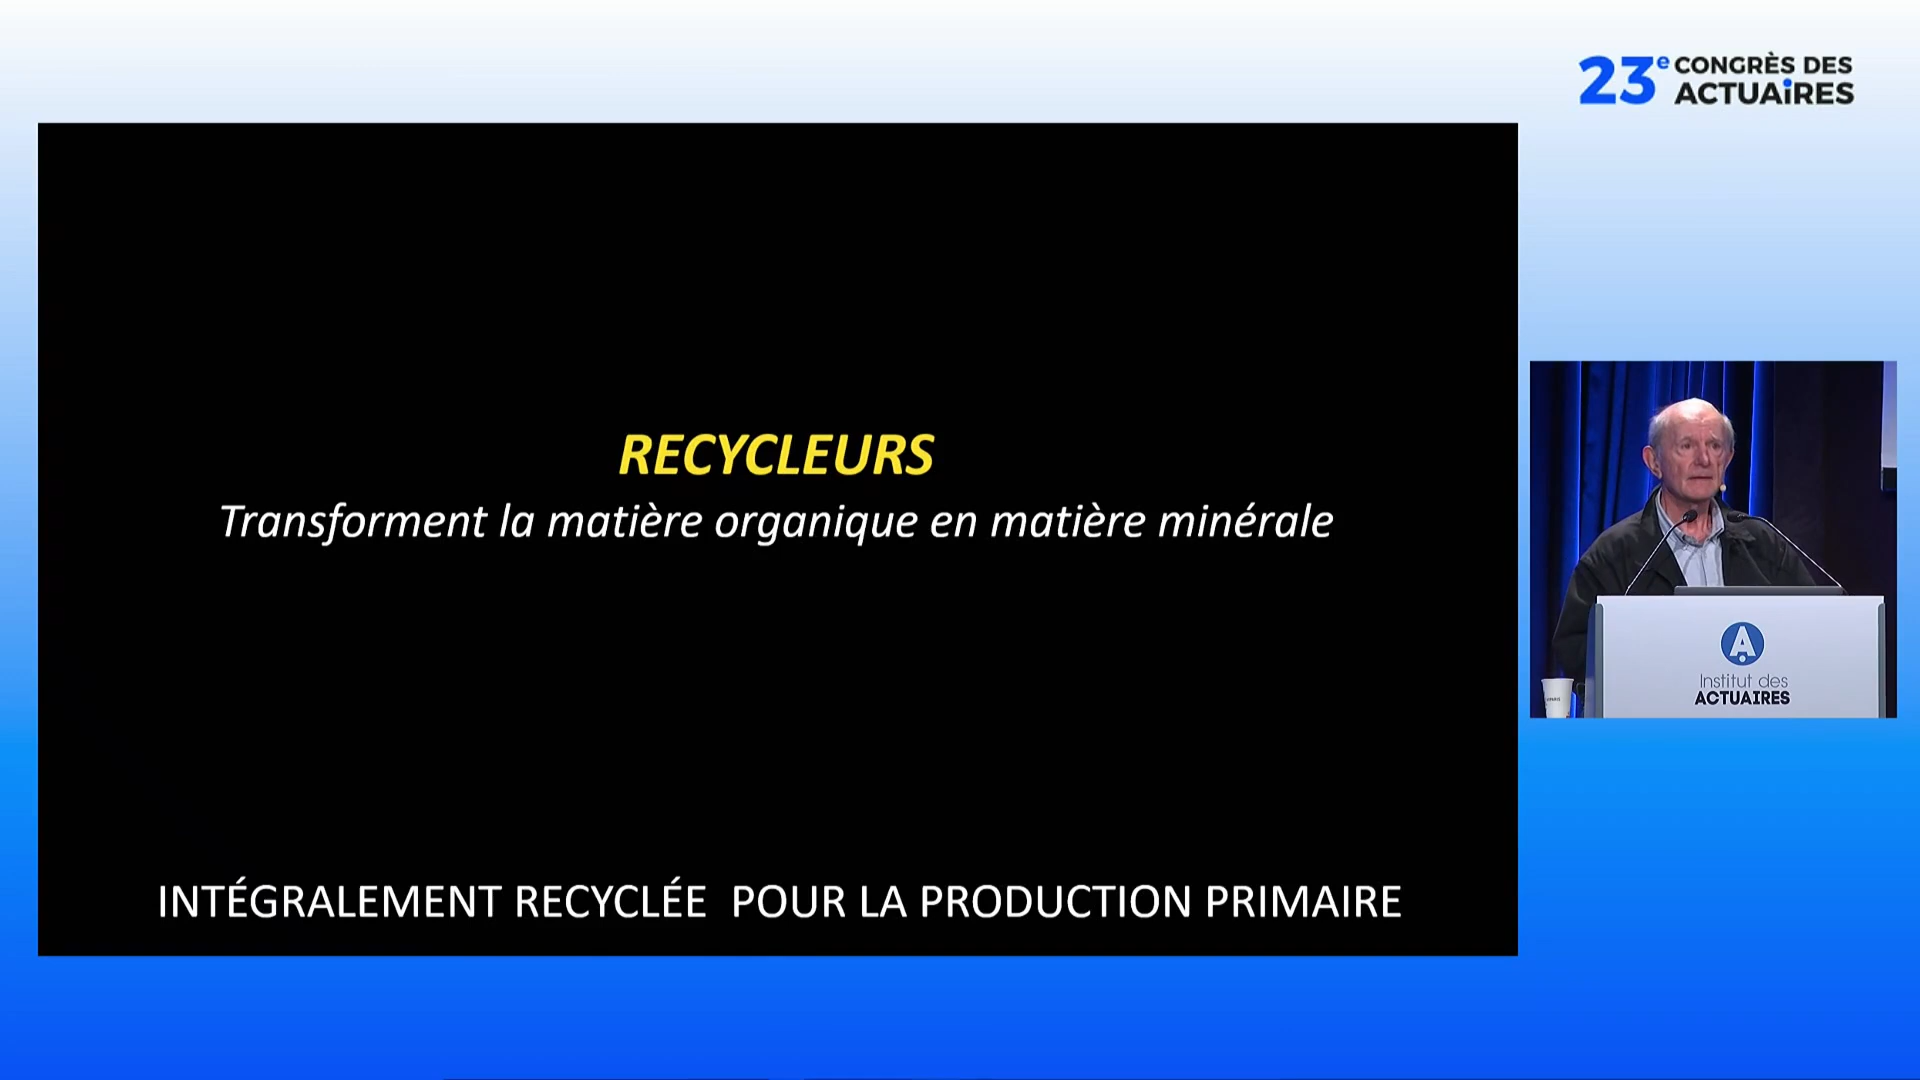 23e CONGRÈS DES
ACTUAiRES
RECYCLEURS
Transforment la matière organique en matière minérale
INTÉGRALEMENT RECYCLÉE POUR LA PRODUCTION PRIMAIRE
A
Institut des
ACTUAIRES